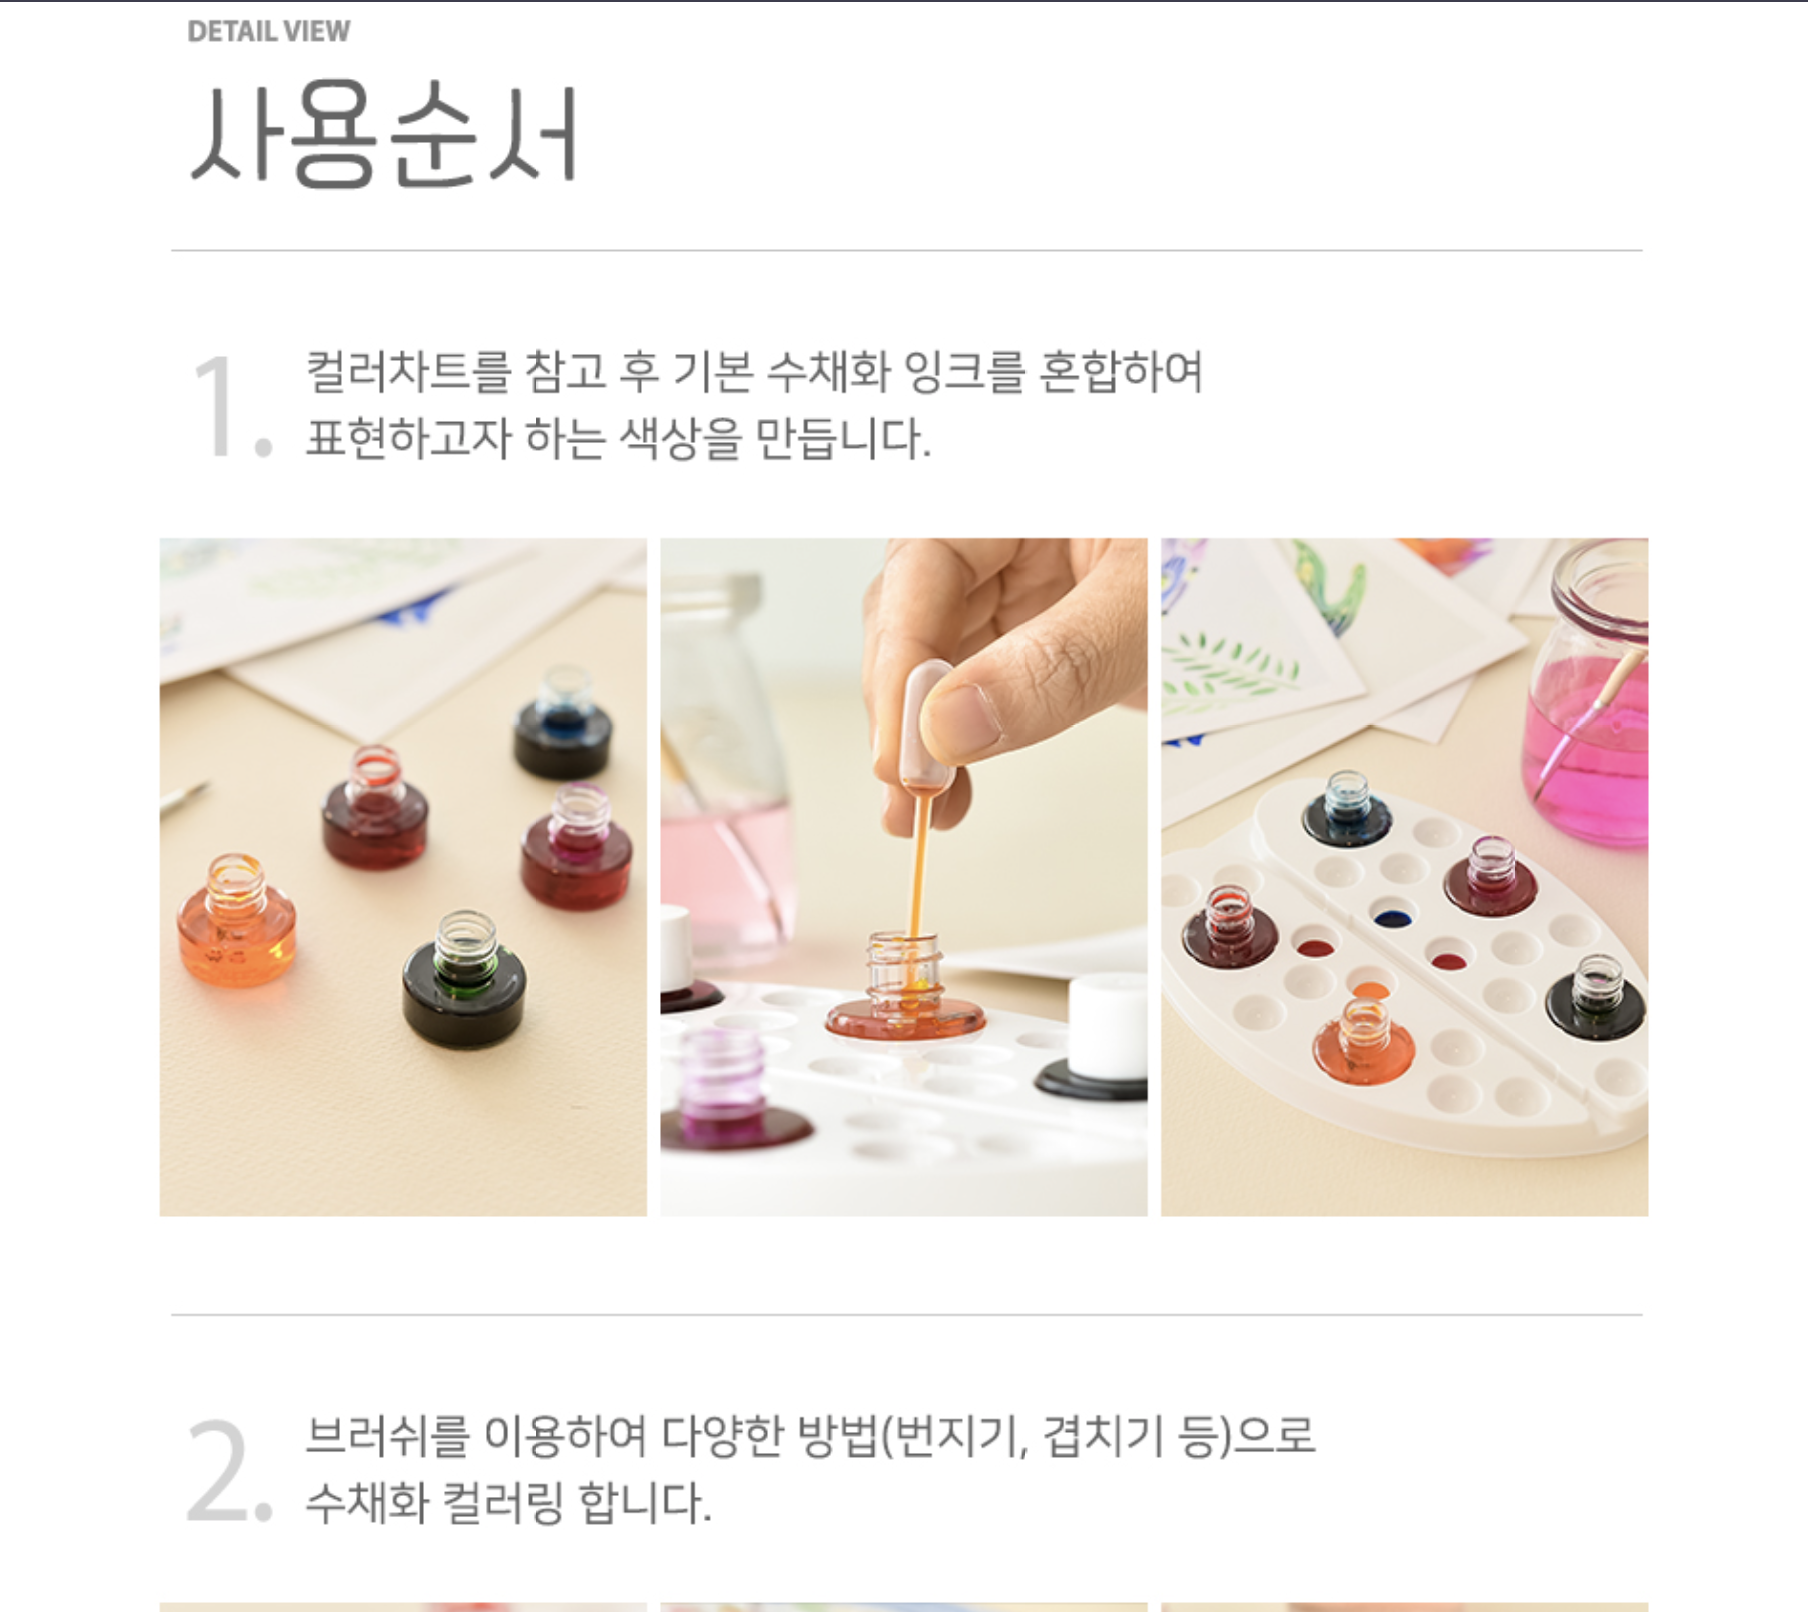 DETAIL VIEW
사용순서
1. 컬러차트를 참고 후 기본 수채화 잉크를 혼합하여
표현하고자 하는 색상을 만듭니다.
2. 브러쉬를 이용하여 다양한 방법(번지기, 겹치기 등)으로
수채화 컬러링 합니다.